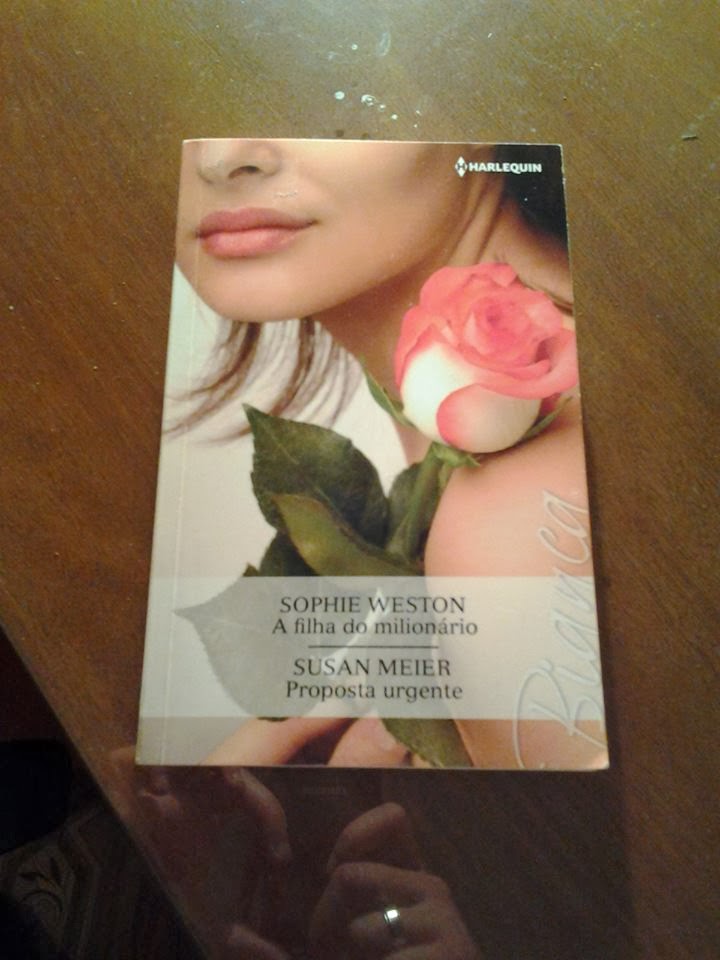 HARLEQUIN
SOPHIE WESTON
A filha do milionário
SUSAN MEIER
Proposta urgente
Bianca